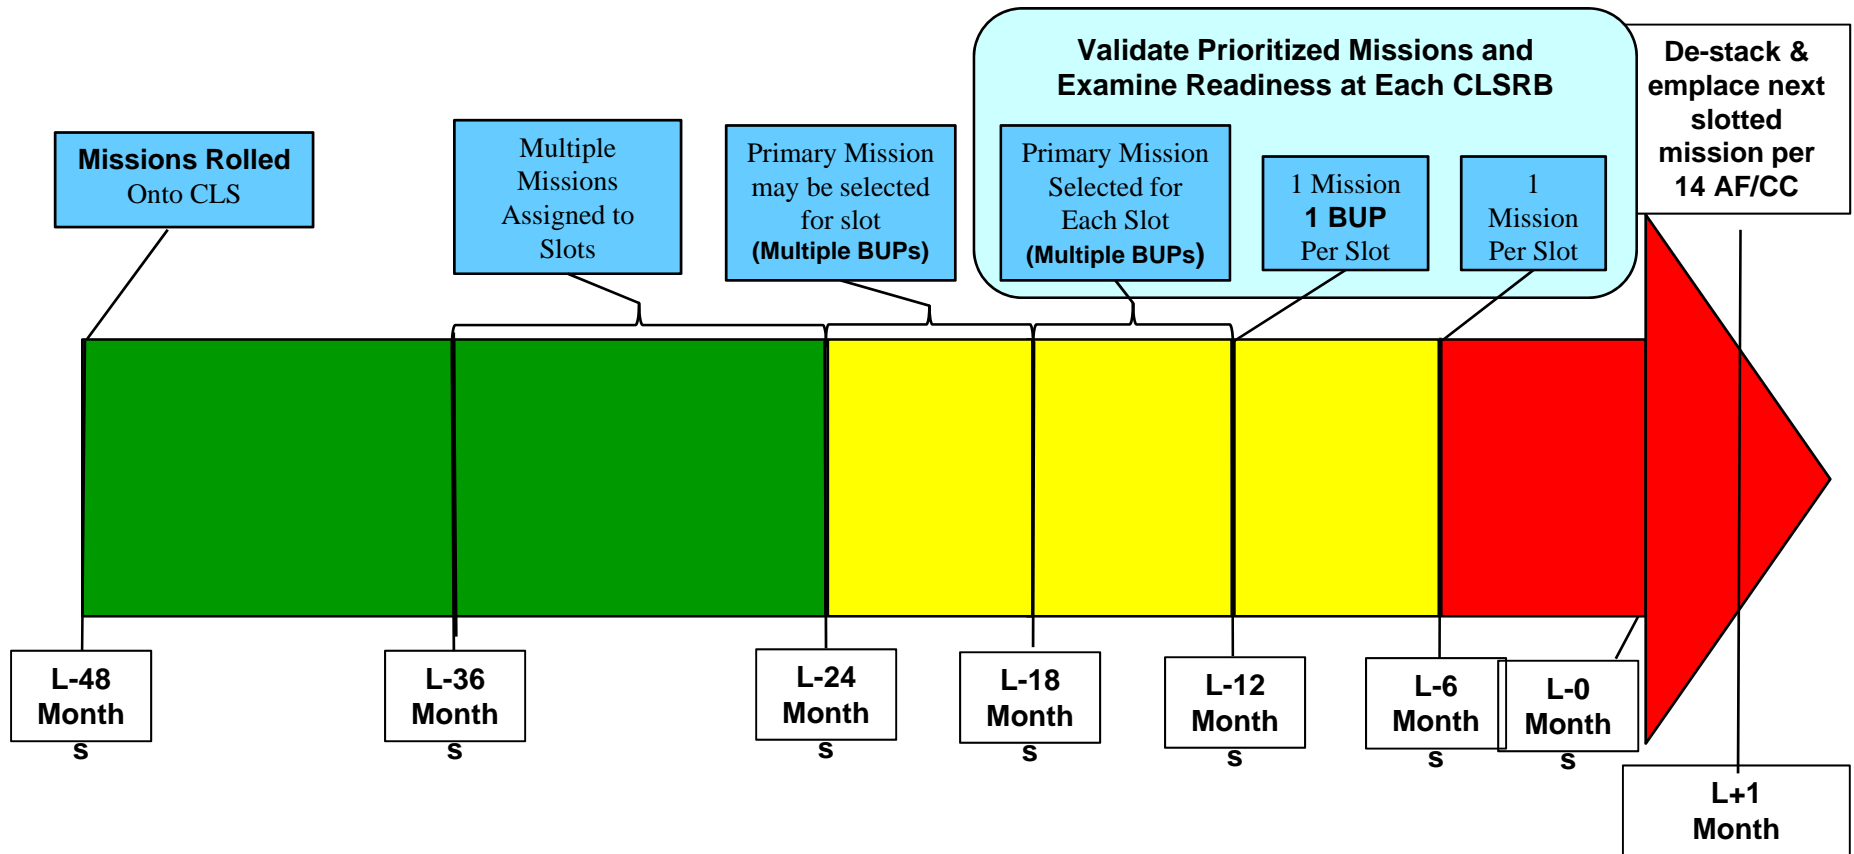 Validate Prioritized Missions and
Examine Readiness at Each CLSRB
De-stack &
emplace next
slotted
mission per
14 AF/CC
Missions Rolled
Onto CLS
Multiple
Missions
Assigned to
Slots
Primary Mission
may be selected
for slot
(Multiple BUPs)
Primary Mission
Selected for
Each Slot
(Multiple BUPs)
1 Mission
1 BUP
Per Slot
1
Mission
Per Slot
L-48
Month
s
L-36
Month
s
L-24
Month
s
L-18
Month
s
L-12
Month
s
L-6
Month
s
L-0
Month
s
L+1
Month